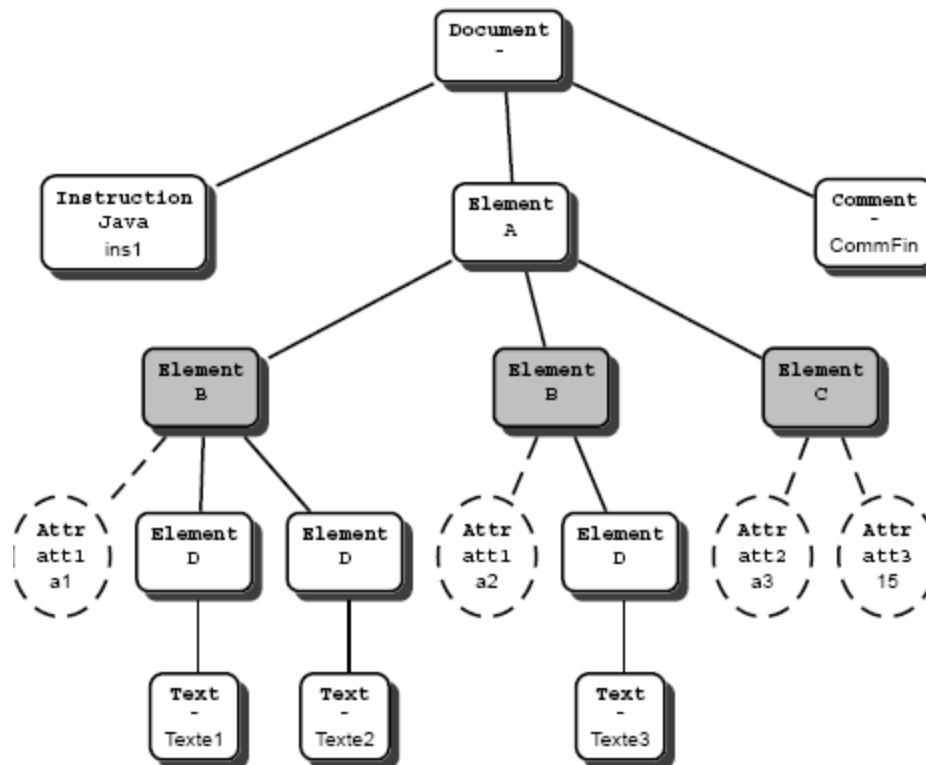 Document
-
Instruction
Java
ins1
Element
A
Comment
-
CommFin
Element
B
Element
B
Element
C
Attr
att1
a1
Element
D
Element
D
Attr
att1
a2
Element
D
Attr
att2
a3
Attr
att3
15
Text
-
Texte1
Text
-
Texte2
Text
-
Texte3